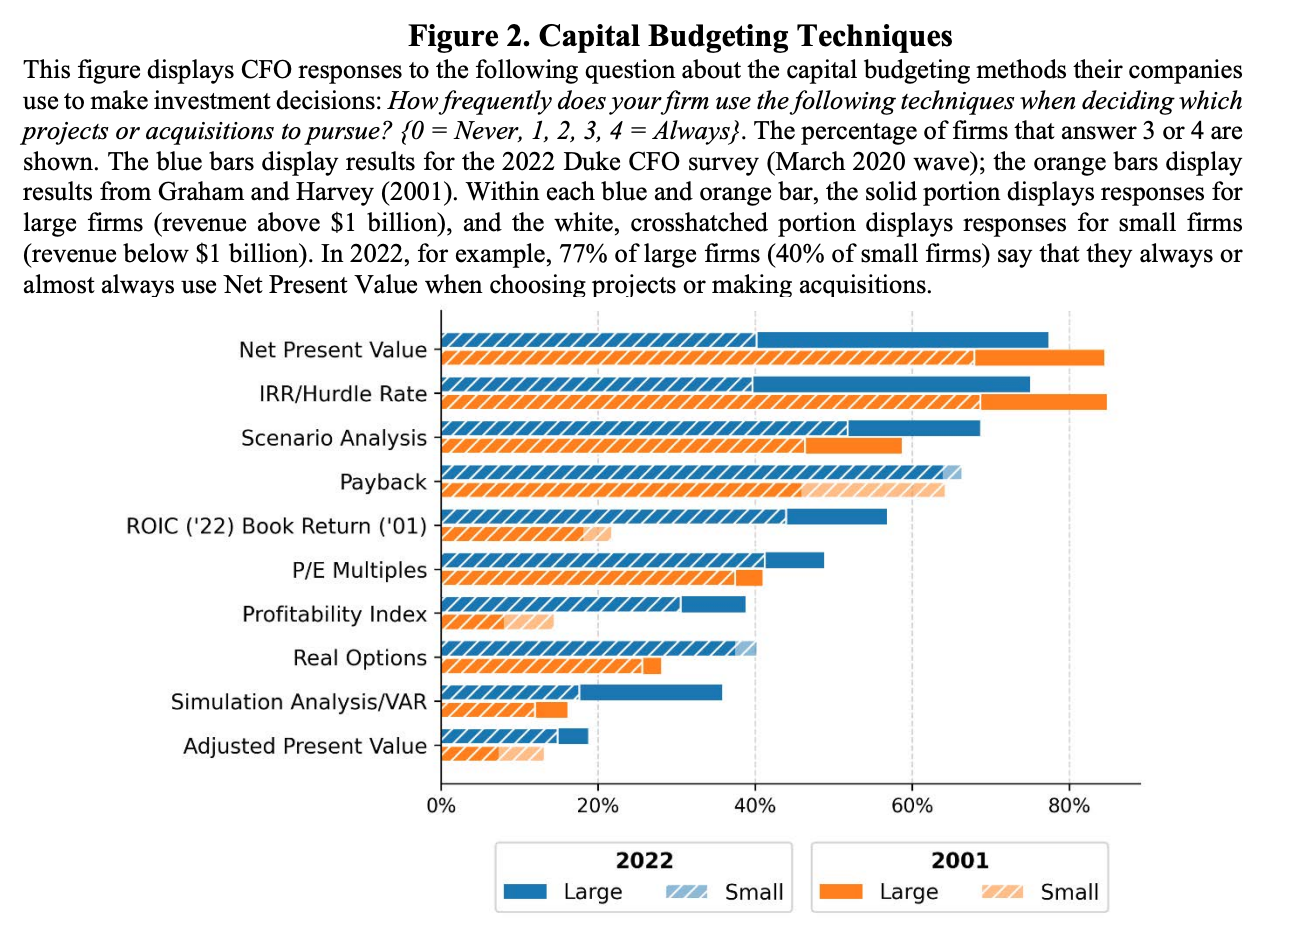 Figure 2. Capital Budgeting Techniques
This figure displays CFO responses to the following question about the capital budgeting methods their companies
use to make investment decisions: How frequently does your firm use the following techniques when deciding which
projects or acquisitions to pursue? {0 = Never, 1, 2, 3, 4 = Always}. The percentage of firms that answer 3 or 4 are
shown. The blue bars display results for the 2022 Duke CFO survey (March 2020 wave); the orange bars display
results from Graham and Harvey (2001). Within each blue and orange bar, the solid portion displays responses for
large firms (revenue above $1 billion), and the white, crosshatched portion displays responses for small firms
(revenue below $1 billion). In 2022, for example, 77% of large firms (40% of small firms) say that they always or
almost always use Net Present Value when choosing projects or making acquisitions.
Net Present Value
IRR/Hurdle Rate
Scenario Analysis
Payback
ROIC ('22) Book Return ('01)
P/E Multiples
Profitability Index
Real Options
Simulation Analysis/VAR
Adjusted Present Value
0% 20% 40% 60% 80%
2022 2001
Large Small Large Small